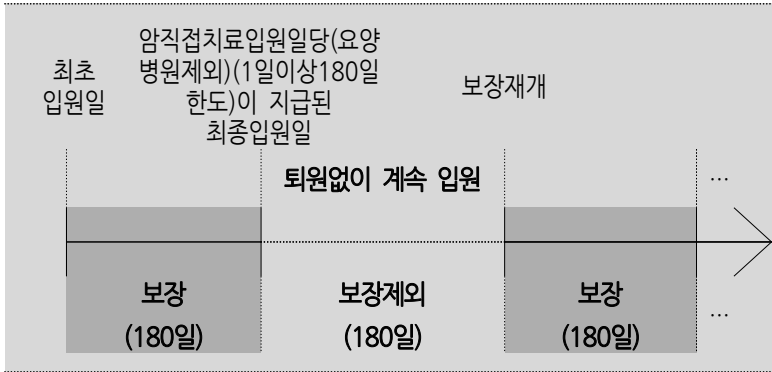 최초
입원일
암직접치료입원일당(요양
병원제외)(1일이상180일
한도)이 지급된
최종입원일
보장재개
퇴원없이 계속 입원
…
보장
(180일)
보장제외
(180일)
보장
(180일)
…